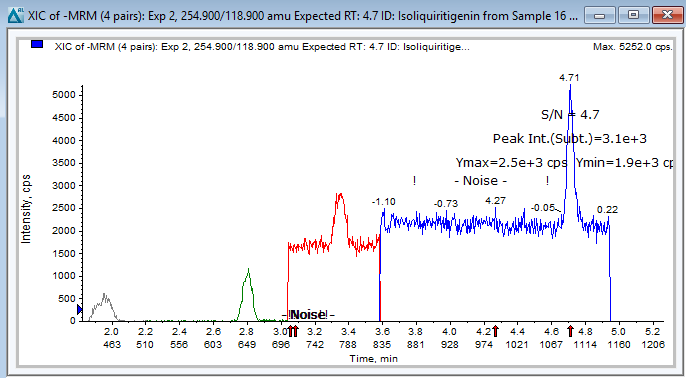 XIC of -MRM (4 pairs): Exp 2, 254.900/118.900 amu Expected RT: 4.7 ID: Isoliquiritigenin from Sample 16 ...
XIC of -MRM (4 pairs): Exp 2, 254.900/118.900 amu Expected RT: 4.7 ID: Isoliquiritige... Max. 5252.0 cps.
4.71
S/N = 4.7
Peak Int.(Subt.)=3.1e+3
Ymax=2.5e+3 cps Ymin=1.9e+3 cp
! - Noise - !
-1.10 -0.73 4.27 -0.05 0.22
Intensity, cps
5000
4500
4000
3500
3000
2500
2000
1500
1000
500
0
Noise
2.0 2.2 2.4 2.6 2.8 3.0 3.2 3.4 3.6 3.8 4.0 4.2 4.4 4.6 4.8 5.0 5.2
463 510 556 603 649 696 742 788 835 881 928 974 1021 1067 1114 1160 1206
Time, min